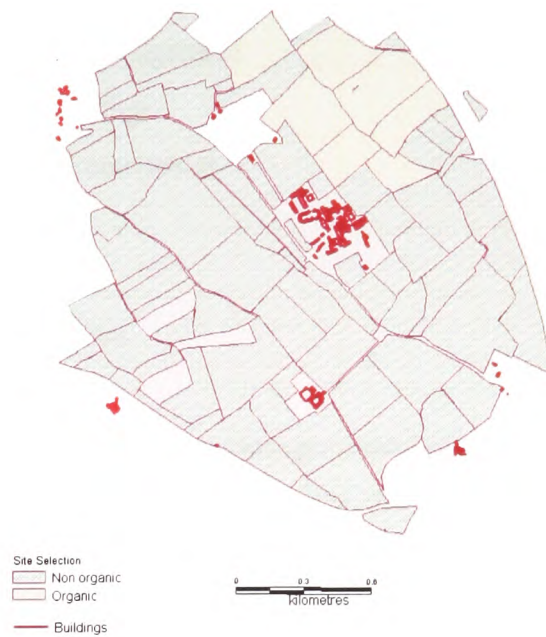 Site Selection
Non organic
Organic
Buildings
0 0.3 0.6
kilometres